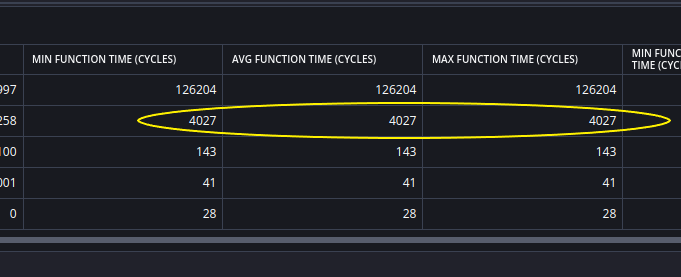 MIN FUNCTION TIME (CYCLES) AVG FUNCTION TIME (CYCLES) MAX FUNCTION TIME (CYCLES) MIN FUNC
TIME (CYCL
997 126204 126204 126204
258 4027 4027 4027
100 143 143 143
001 41 41 41
0 28 28 28